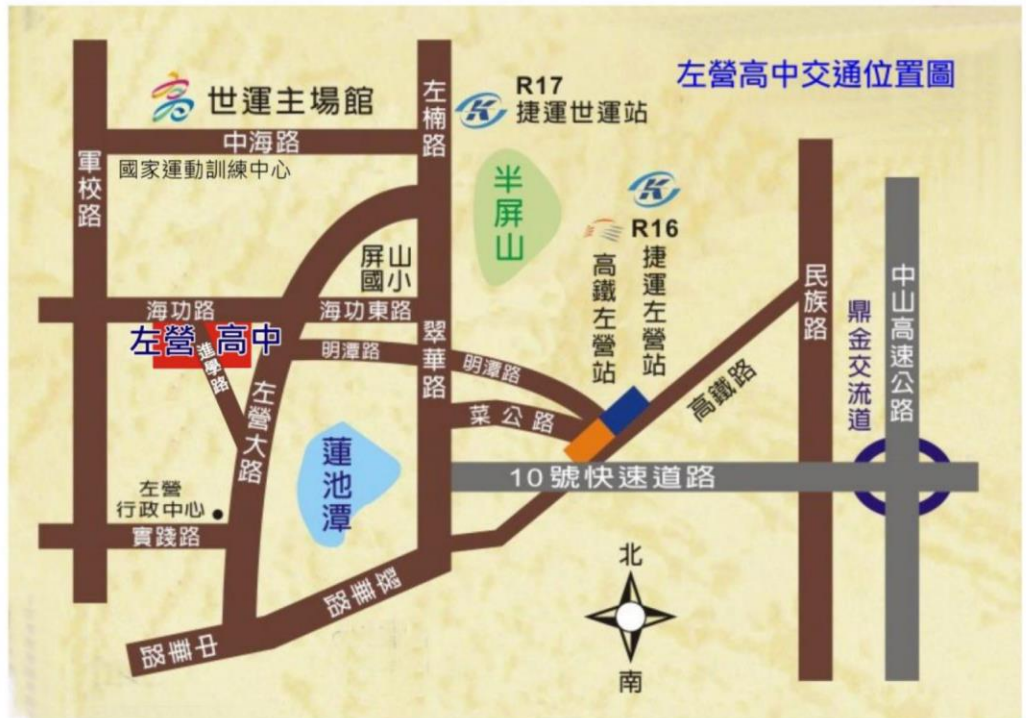 左營高中交通位置圖
世運主場館
R17
捷運世運站
左楠路
中海路
國家運動訓練中心
軍校路
半屏山
R16
捷運左營站
高鐵左營站
屏山
國小
民族路
中山高速公路
鼎金交流道
海功路
海功東路
左營高中
進學路
明潭路
明潭路
翠華路
高鐵路
左營大路
菜公路
蓮池潭
10號快速道路
左營
行政中心
實踐路
翠華路
中華路
北
南